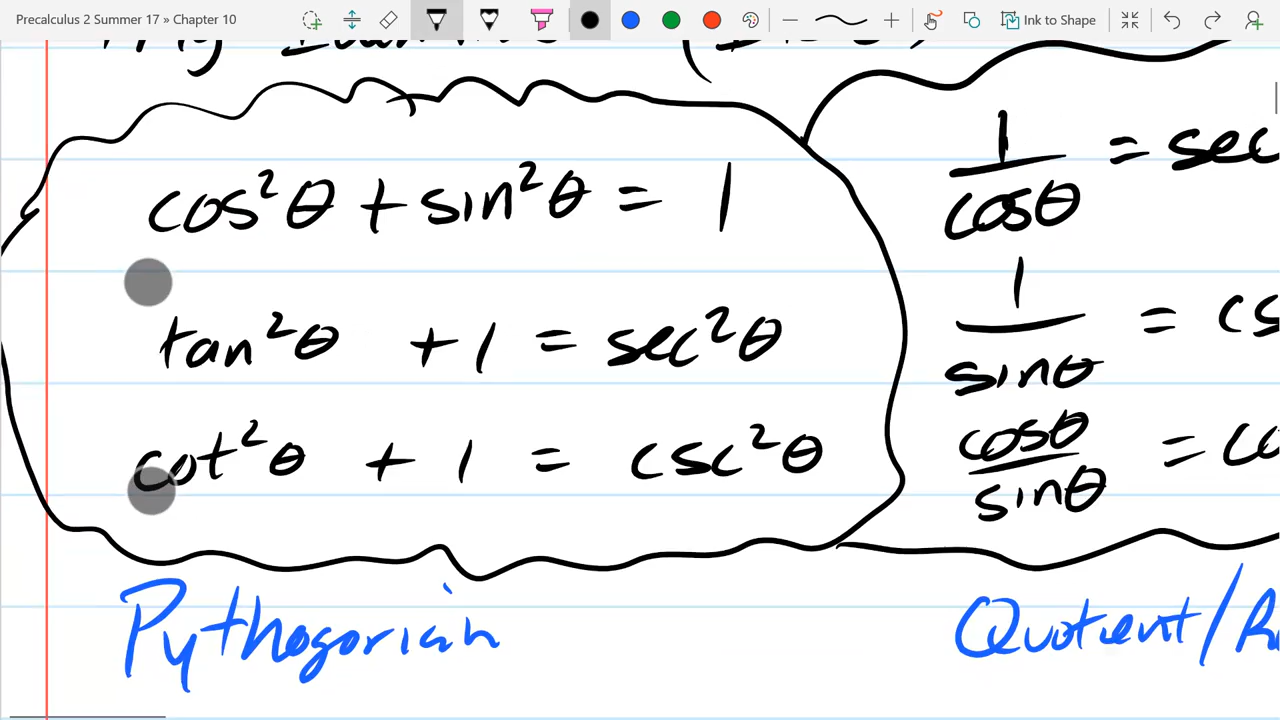 Precalculus 2 Summer 17 » Chapter 10
Ink to Shape
cos²θ + sin²θ = 1
tan²θ + 1 = sec²θ
cot²θ + 1 = csc²θ
1/cosθ = sec
1/sinθ = cs
cosθ/sinθ = co
Pythogorian
Quotient/R